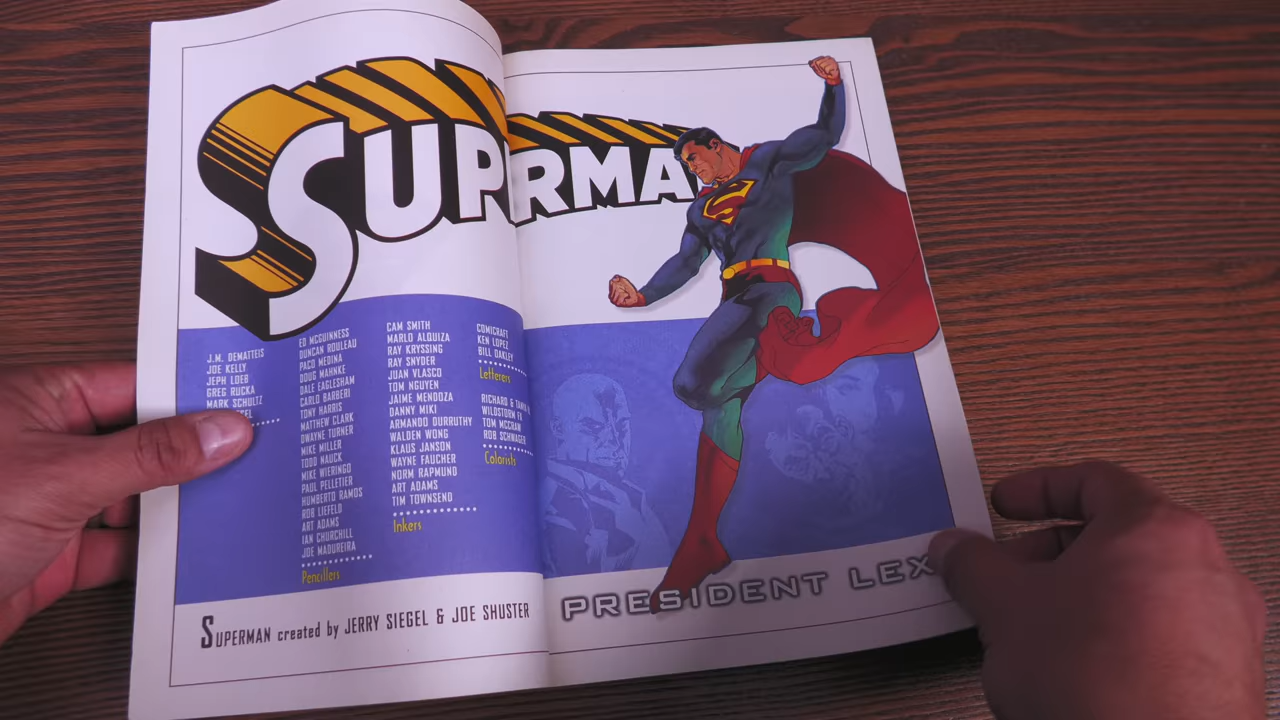 SUPRMA
J.M. DEMATTEIS
JOE KELLY
JEPH LOEB
GREG RUCKA
MARK SCHULTZ
ED MCGUINNESS
DUNCAN ROULEAU
PACO MEDINA
DOUG MAHNKE
DALE EAGLESHAM
CARLO BARBERI
TONY HARRIS
MATTHEW CLARK
DWAYNE TURNER
MIKE MILLER
TODD NAUCK
MIKE WIERINGO
PAUL PELLETIER
HUMBERTO RAMOS
ROB LIEFELD
ART ADAMS
IAN CHURCHILL
JOE MADUREIRA
Pencillers
CAM SMITH
MARLO ALQUIZA
RAY KRYSSING
RAY SNYDER
JUAN VLASCO
TOM NGUYEN
JAIME MENDOZA
DANNY MIKI
ARMANDO DURRUTHY
WALDEN WONG
KLAUS JANSON
WAYNE FAUCHER
NORM RAPMUND
ART ADAMS
TIM TOWNSEND
Inkers
COMICRAFT
KEN LOPEZ
BILL OAKLEY
Letterers
RICHARD &
WILDSTORM FX
TOM MCCRAW
ROB SCHWAGER
Colorists
SUPERMAN created by JERRY SIEGEL & JOE SHUSTER
PRESIDENT LEX